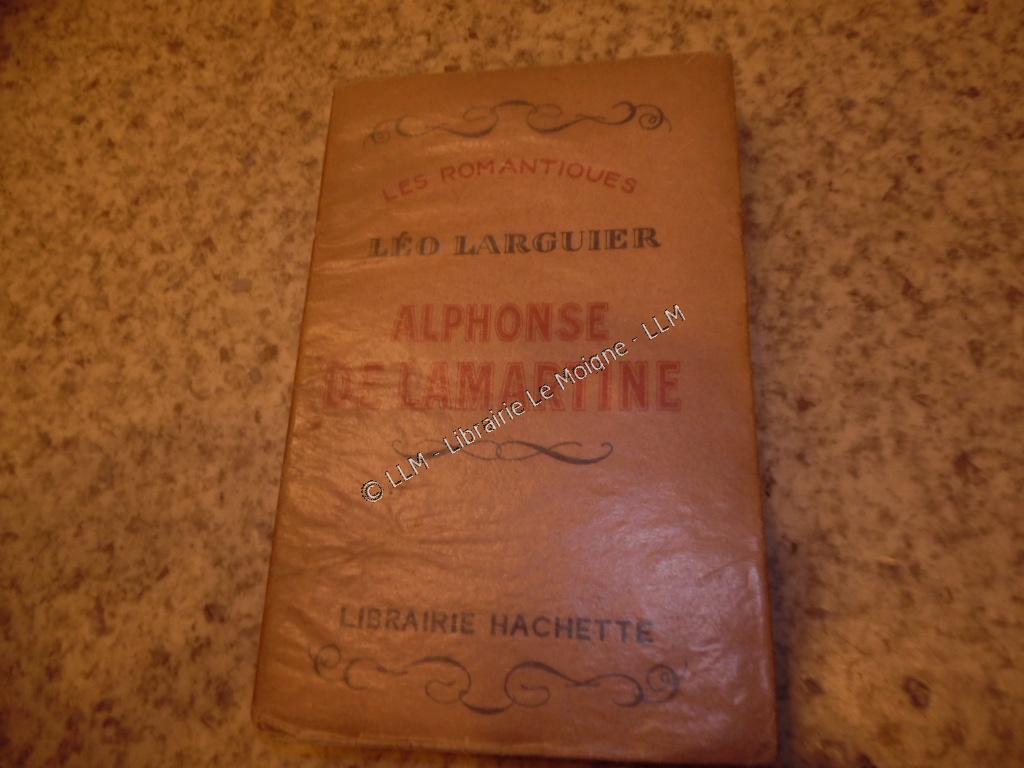 LES ROMANTIQUES
LÉO LARGUIER
ALPHONSE
DE LAMARTINE
© LLM - Librairie Le Moigne - LLM
LIBRAIRIE HACHETTE